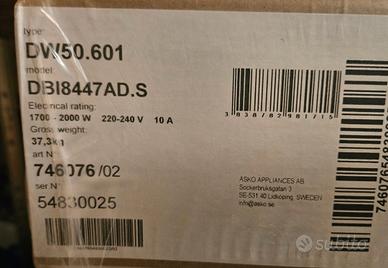 type:
DW50.601
model:
DBI8447AD.S
Electrical rating:
1700 - 2000 W 220-240 V 10 A
Gross weight:
37,3kg
art N°
746076/02
ser N°
54830025
3838782981715
ASKO APPLIANCES AB
Sockerbruksgatan 3
SE-531 40 Lidköping, SWEDEN
info@asko.se
subito